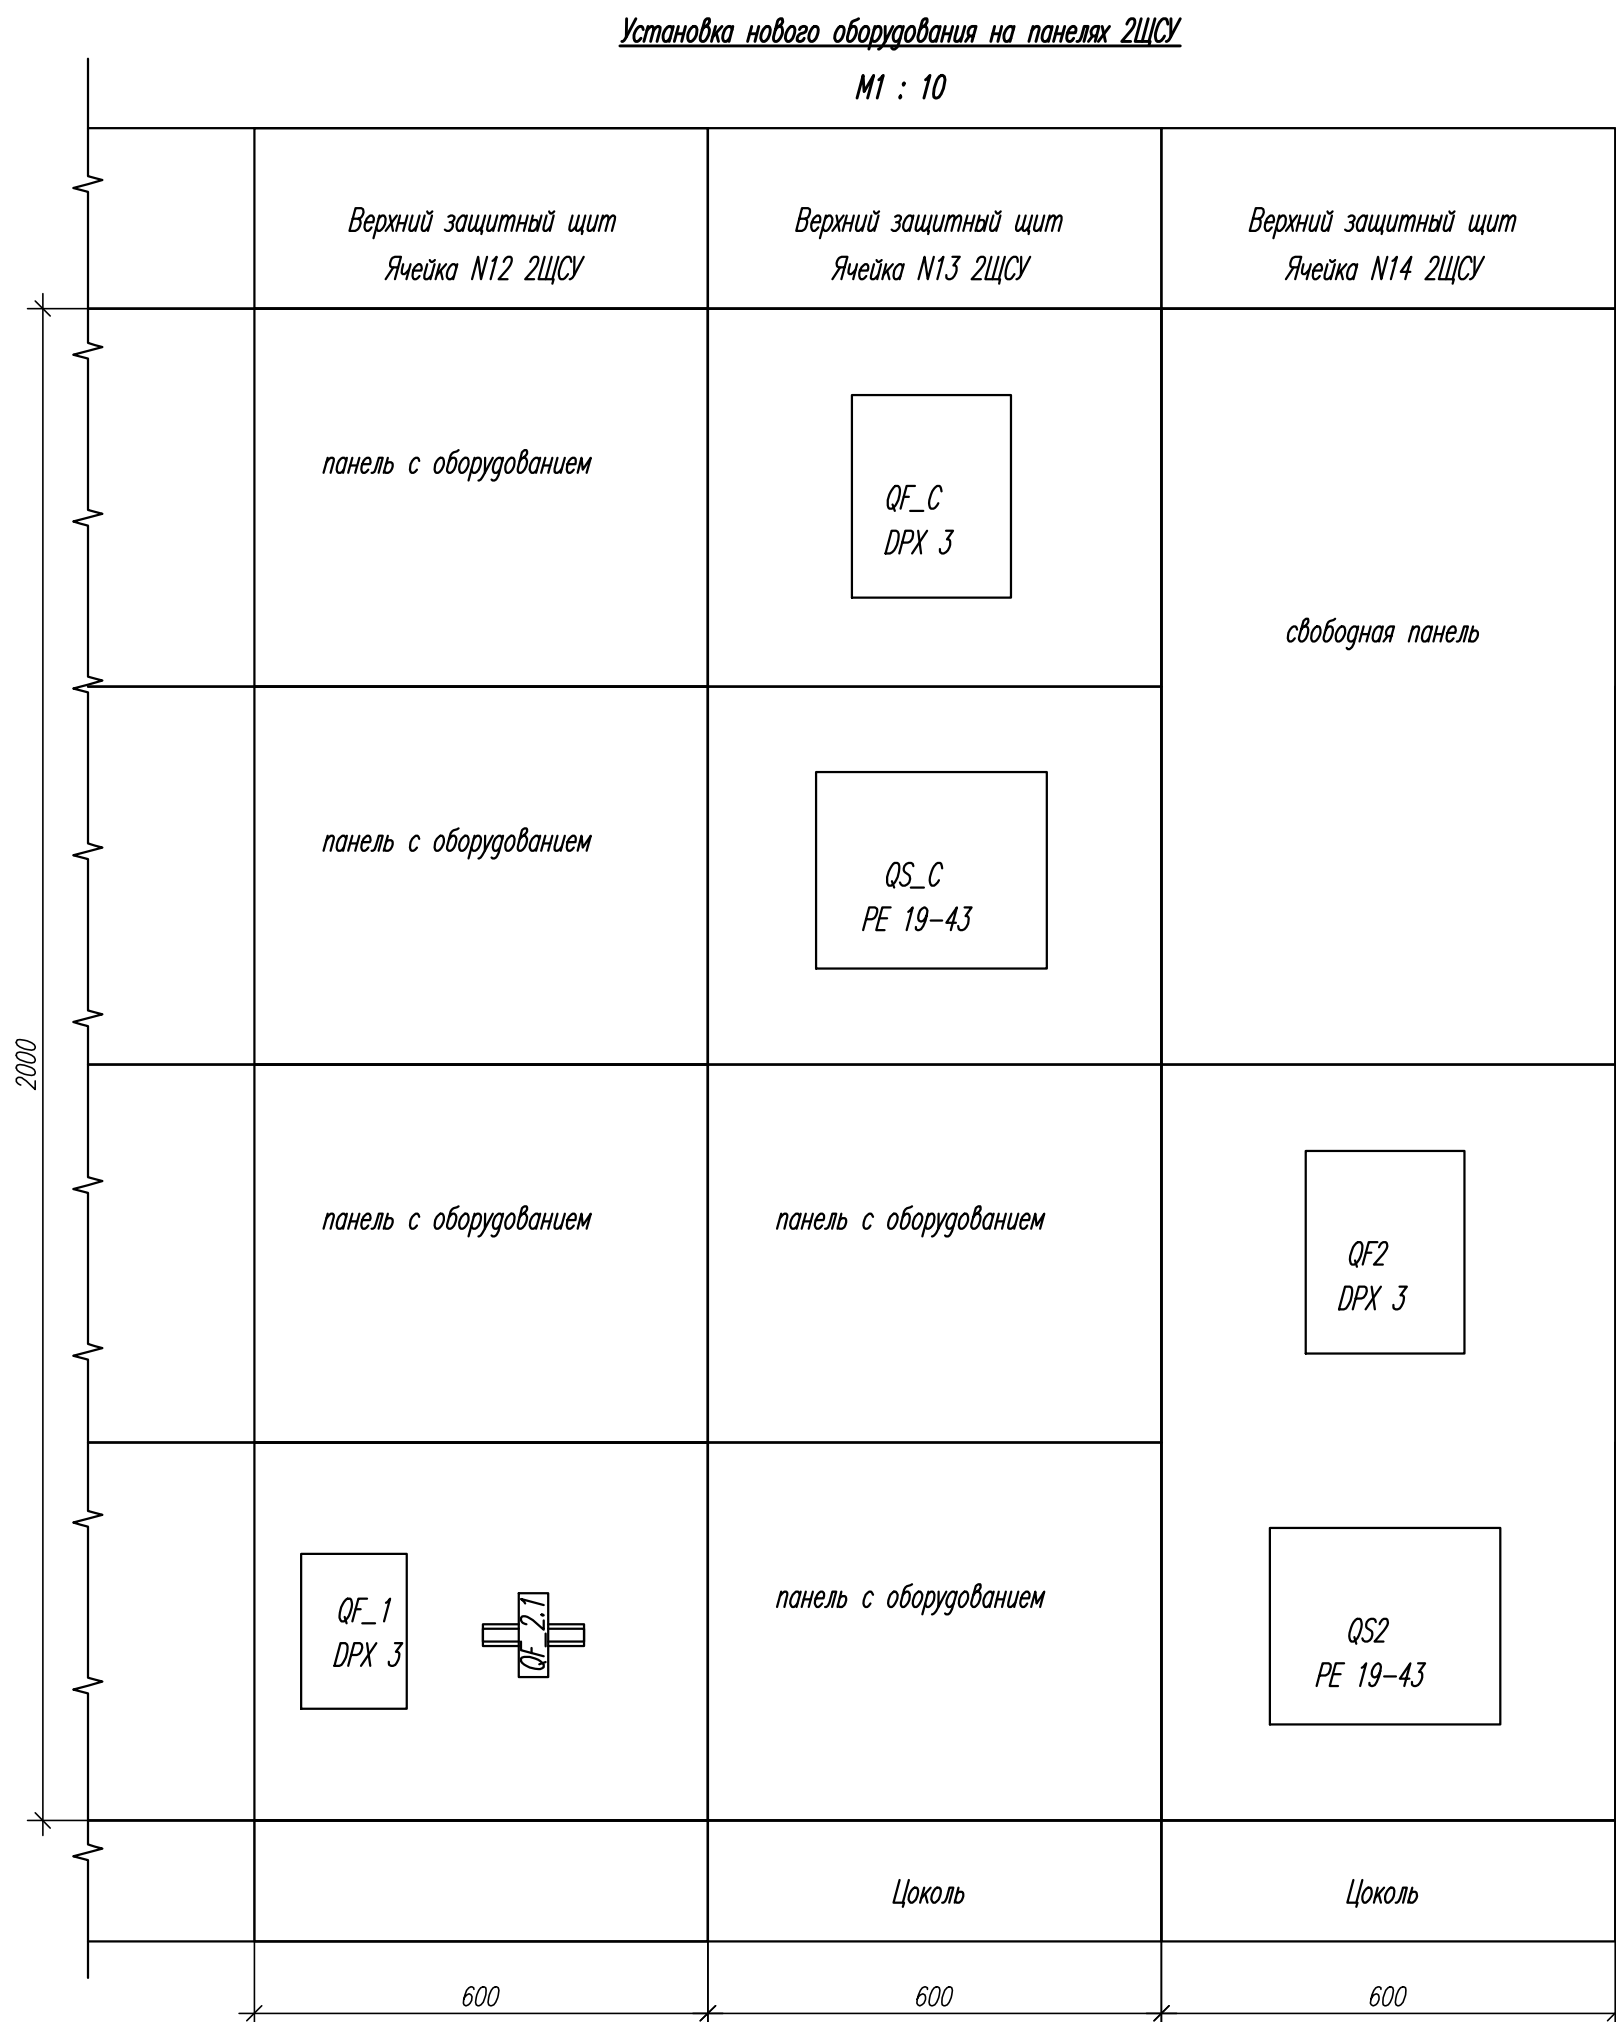 Установка нового оборудования на панелях 2ЩСУ
М1 : 10
Верхний защитный щит
Ячейка N12 2ЩСУ
Верхний защитный щит
Ячейка N13 2ЩСУ
Верхний защитный щит
Ячейка N14 2ЩСУ
панель с оборудованием
QF_C
DPX 3
свободная панель
панель с оборудованием
QS_C
РЕ 19-43
2000
панель с оборудованием
панель с оборудованием
QF2
DPX 3
QF_1
DPX 3
QF_2.1
панель с оборудованием
QS2
РЕ 19-43
Цоколь
Цоколь
600
600
600